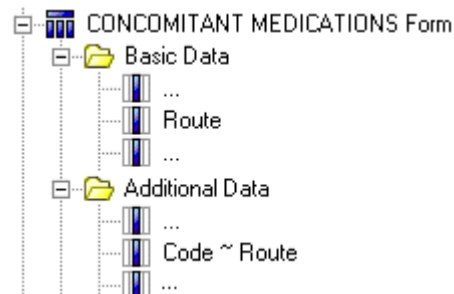 CONCOMITANT MEDICATIONS Form
Basic Data
...
Route
...
Additional Data
...
Code ~ Route
...